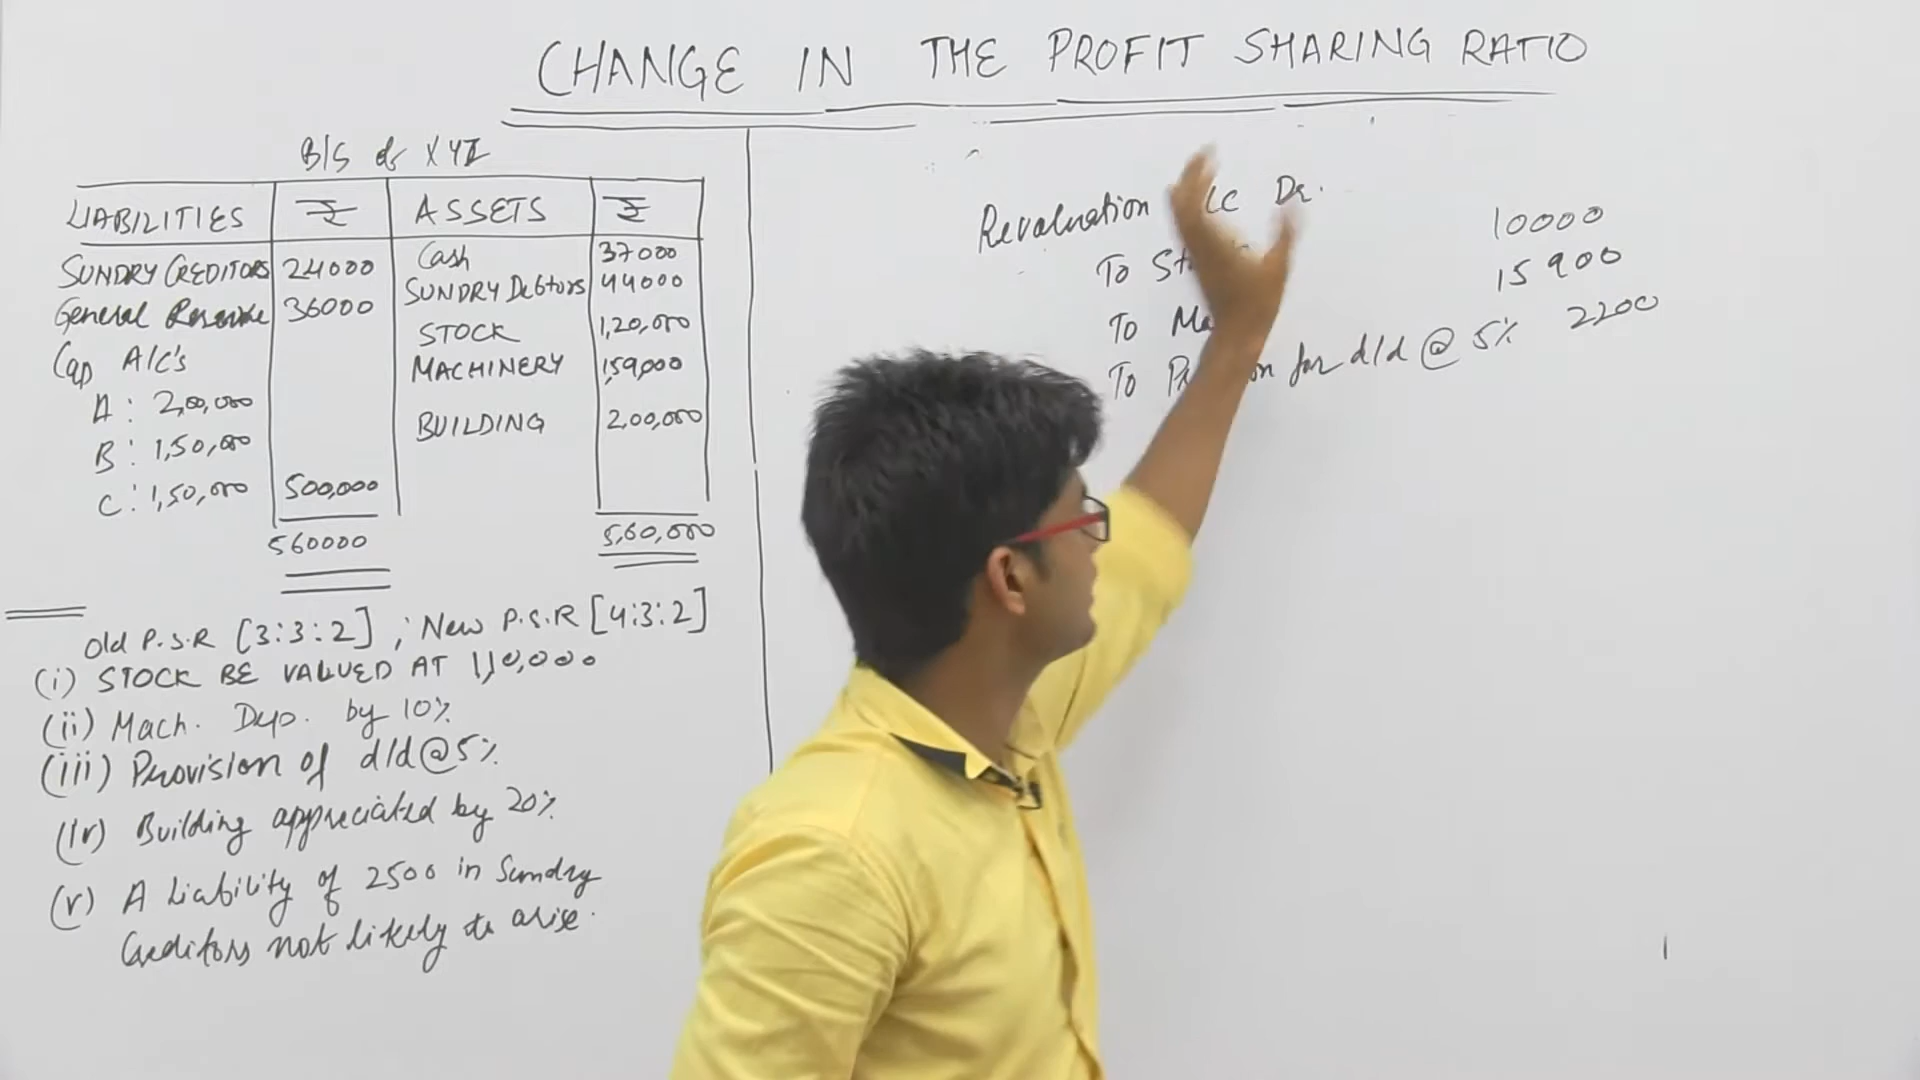 CHANGE IN THE PROFIT SHARING RATIO
B/S of XYZ
LIABILITIES ₹ ASSETS ₹
SUNDRY CREDITORS 24000 Cash 37000
General Reserve 36000 SUNDRY Debtors 44000
Cap A/C's STOCK 1,20,000
A : 2,00,000 MACHINERY 1,59,000
B : 1,50,000 BUILDING 2,00,000
C : 1,50,000 500,000
560000 5,60,000
Old P.S.R [3:3:2] ; New P.S.R [4:3:2]
(i) STOCK BE VALUED AT 1,10,000
(ii) Mach. Dep. by 10%
(iii) Provision of d/d @ 5%
(iv) Building appreciated by 20%
(v) A Liability of 2500 in Sundry
Creditors not likely to arise.
Revaluation Dr.
To St 10000
To Ma 15900
To for d/d @ 5% 2200